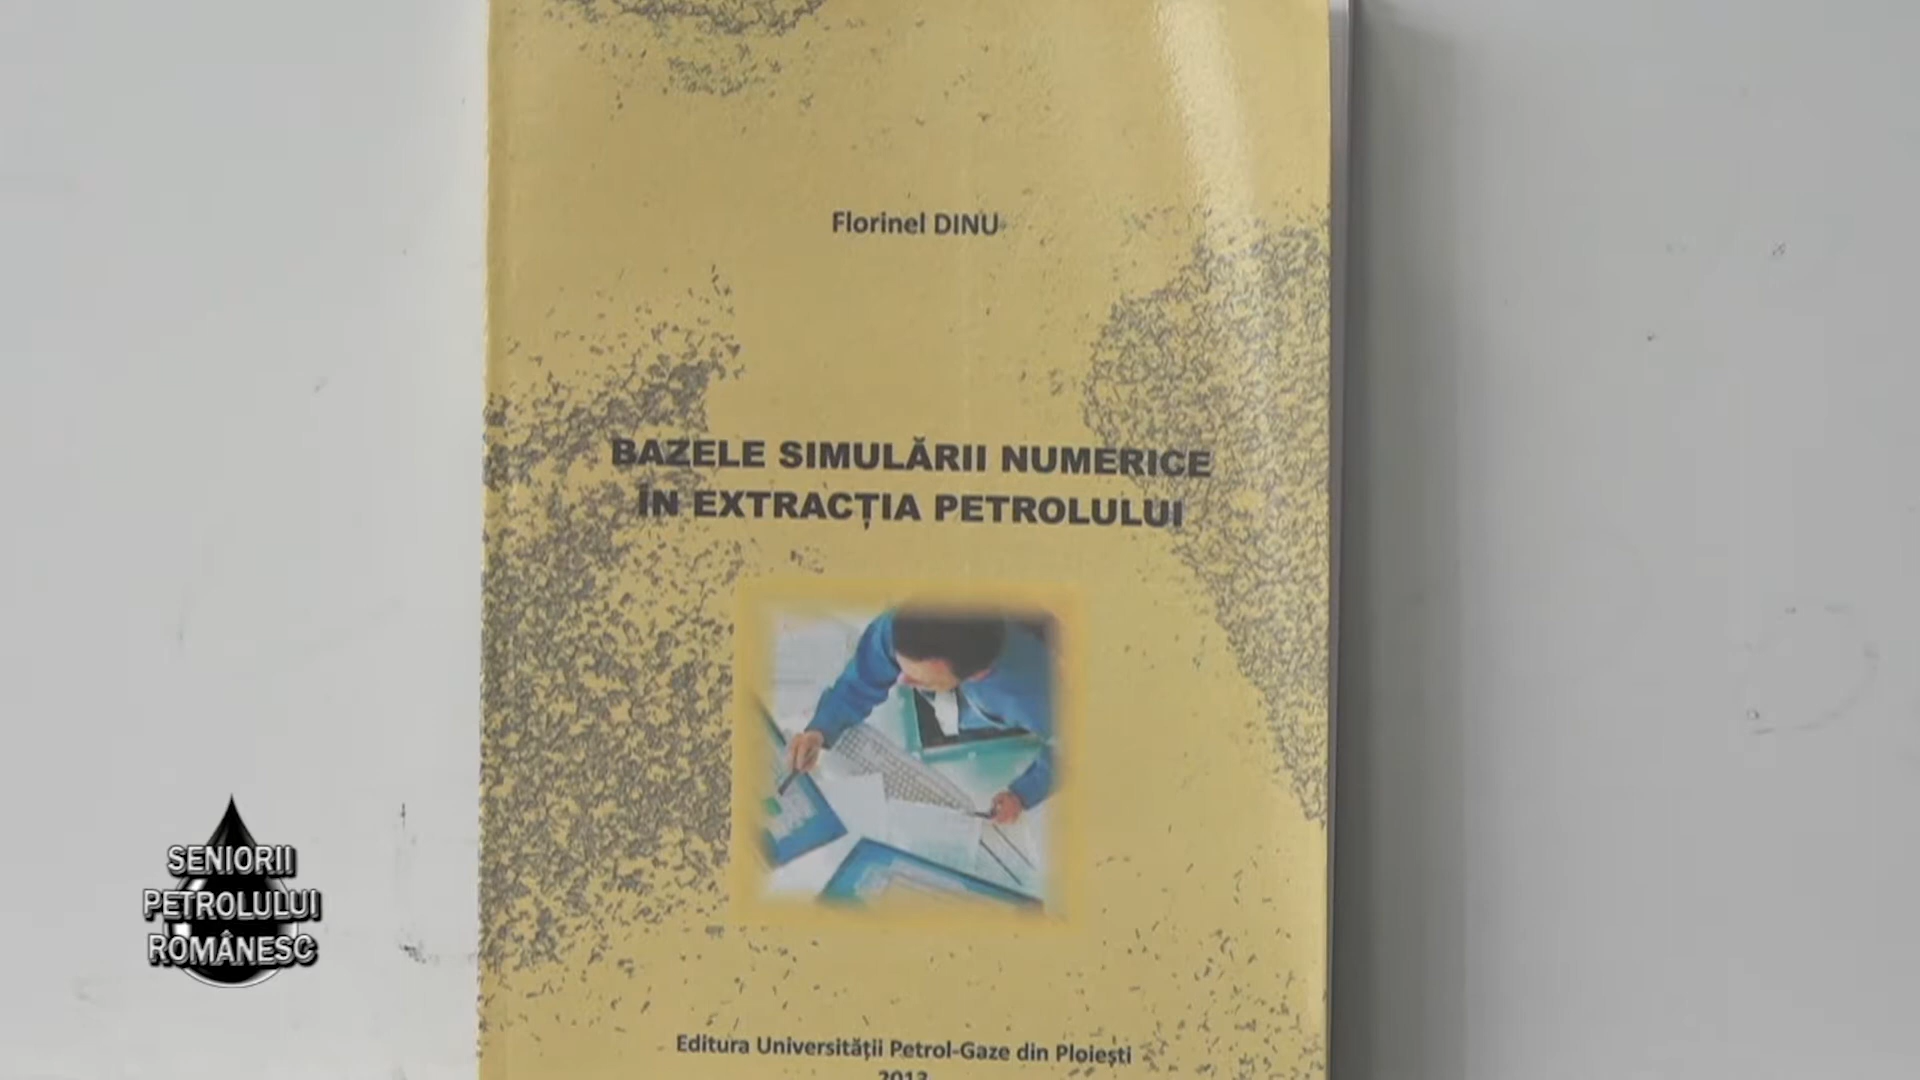 Florinel DINU
BAZELE SIMULĂRII NUMERICE
ÎN EXTRACȚIA PETROLULUI
Editura Universității Petrol-Gaze din Ploiești
SENIORII
PETROLULUI
ROMÂNESC